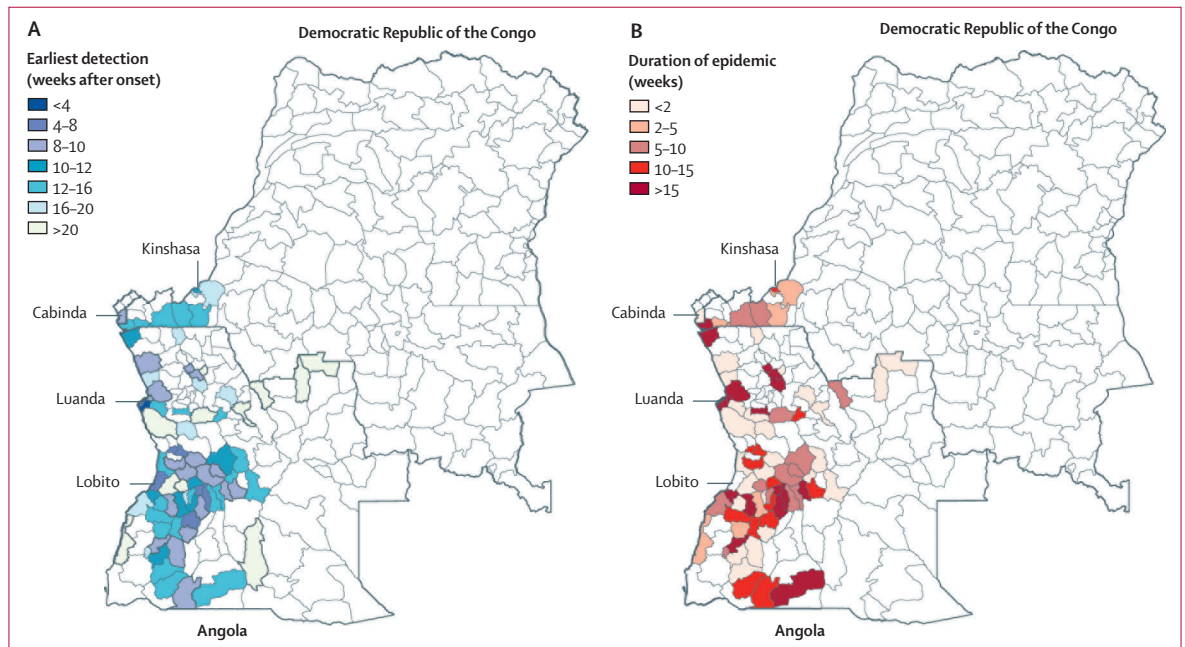 A
Democratic Republic of the Congo
Earliest detection
(weeks after onset)
<4
4–8
8–10
10–12
12–16
16–20
>20
Kinshasa
Cabinda
Luanda
Lobito
Angola
B
Democratic Republic of the Congo
Duration of epidemic
(weeks)
<2
2–5
5–10
10–15
>15
Kinshasa
Cabinda
Luanda
Lobito
Angola